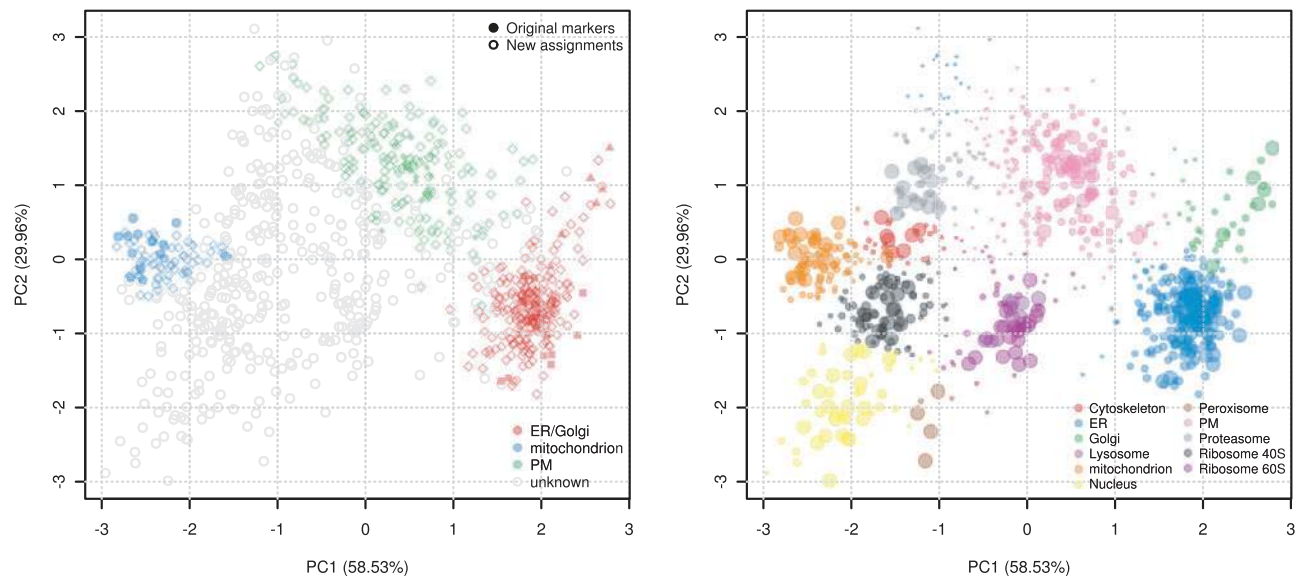 Original markers
New assignments
3
2
1
0
-1
-2
-3
PC2 (29.96%)
ER/Golgi
mitochondrion
PM
unknown
-3 -2 -1 0 1 2 3
PC1 (58.53%)
3
2
1
0
-1
-2
-3
PC2 (29.96%)
Cytoskeleton Peroxisome
ER PM
Golgi Proteasome
Lysosome Ribosome 40S
mitochondrion Ribosome 60S
Nucleus
-3 -2 -1 0 1 2 3
PC1 (58.53%)